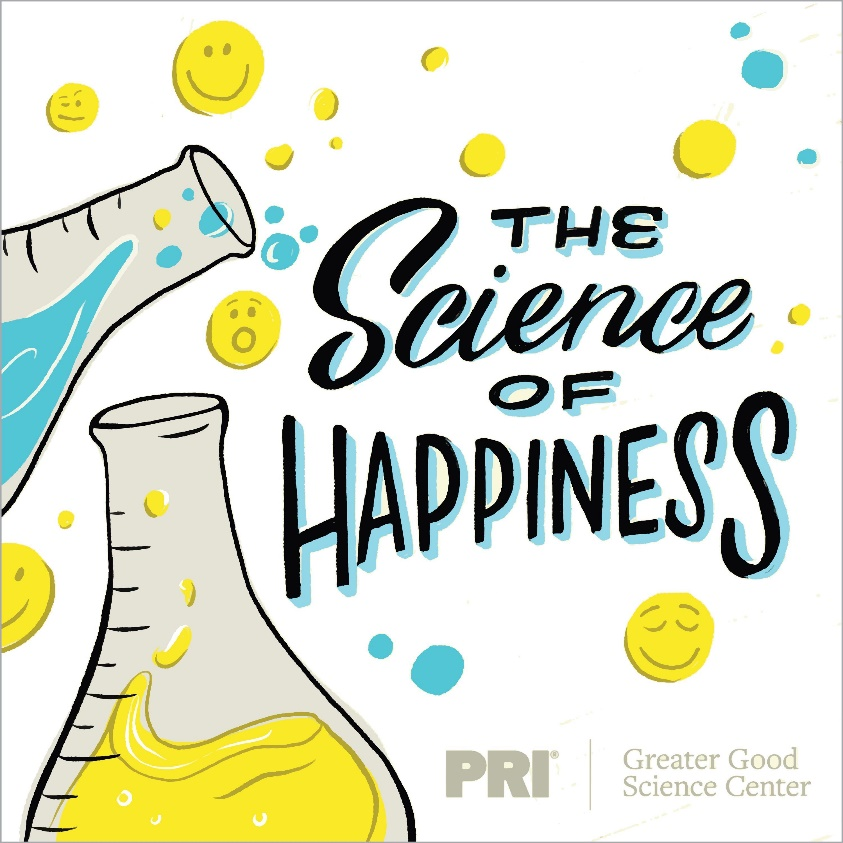 THE
Science
OF
HAPPINESS
PRI®
Greater Good
Science Center